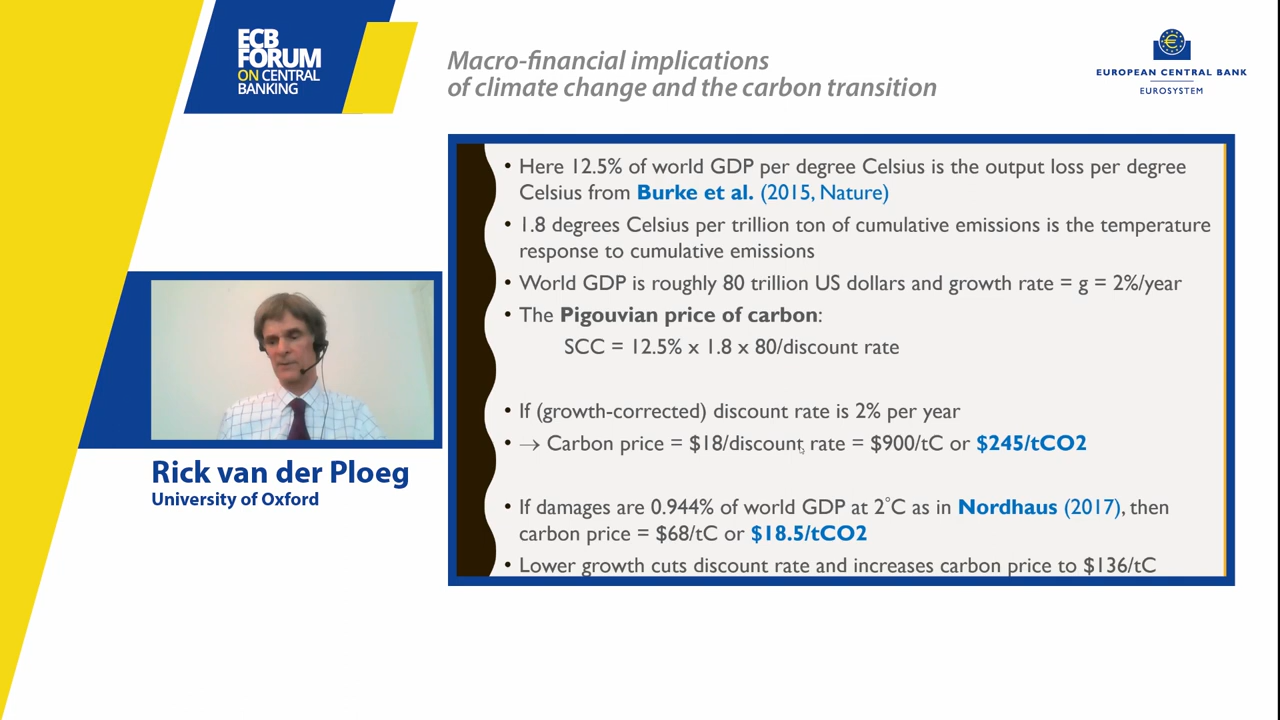 ECB
FORUM
ON CENTRAL
BANKING
Macro-financial implications
of climate change and the carbon transition
EUROPEAN CENTRAL BANK
EUROSYSTEM
• Here 12.5% of world GDP per degree Celsius is the output loss per degree
Celsius from Burke et al. (2015, Nature)
• 1.8 degrees Celsius per trillion ton of cumulative emissions is the temperature
response to cumulative emissions
• World GDP is roughly 80 trillion US dollars and growth rate = g = 2%/year
• The Pigouvian price of carbon:
SCC = 12.5% x 1.8 x 80/discount rate
• If (growth-corrected) discount rate is 2% per year
• → Carbon price = $18/discount rate = $900/tC or $245/tCO2
• If damages are 0.944% of world GDP at 2°C as in Nordhaus (2017), then
carbon price = $68/tC or $18.5/tCO2
• Lower growth cuts discount rate and increases carbon price to $136/tC
Rick van der Ploeg
University of Oxford